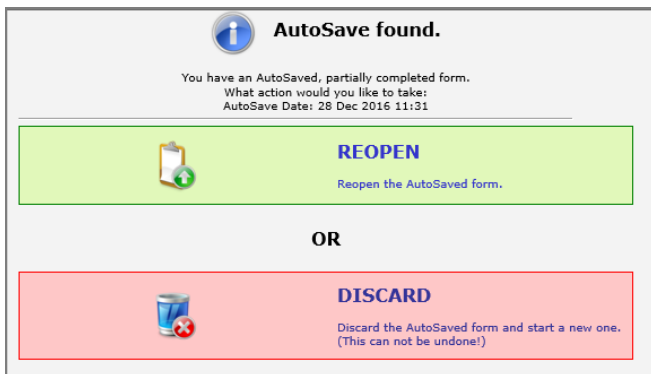 AutoSave found.
You have an AutoSaved, partially completed form.
What action would you like to take:
AutoSave Date: 28 Dec 2016 11:31
REOPEN
Reopen the AutoSaved form.
OR
DISCARD
Discard the AutoSaved form and start a new one.
(This can not be undone!)